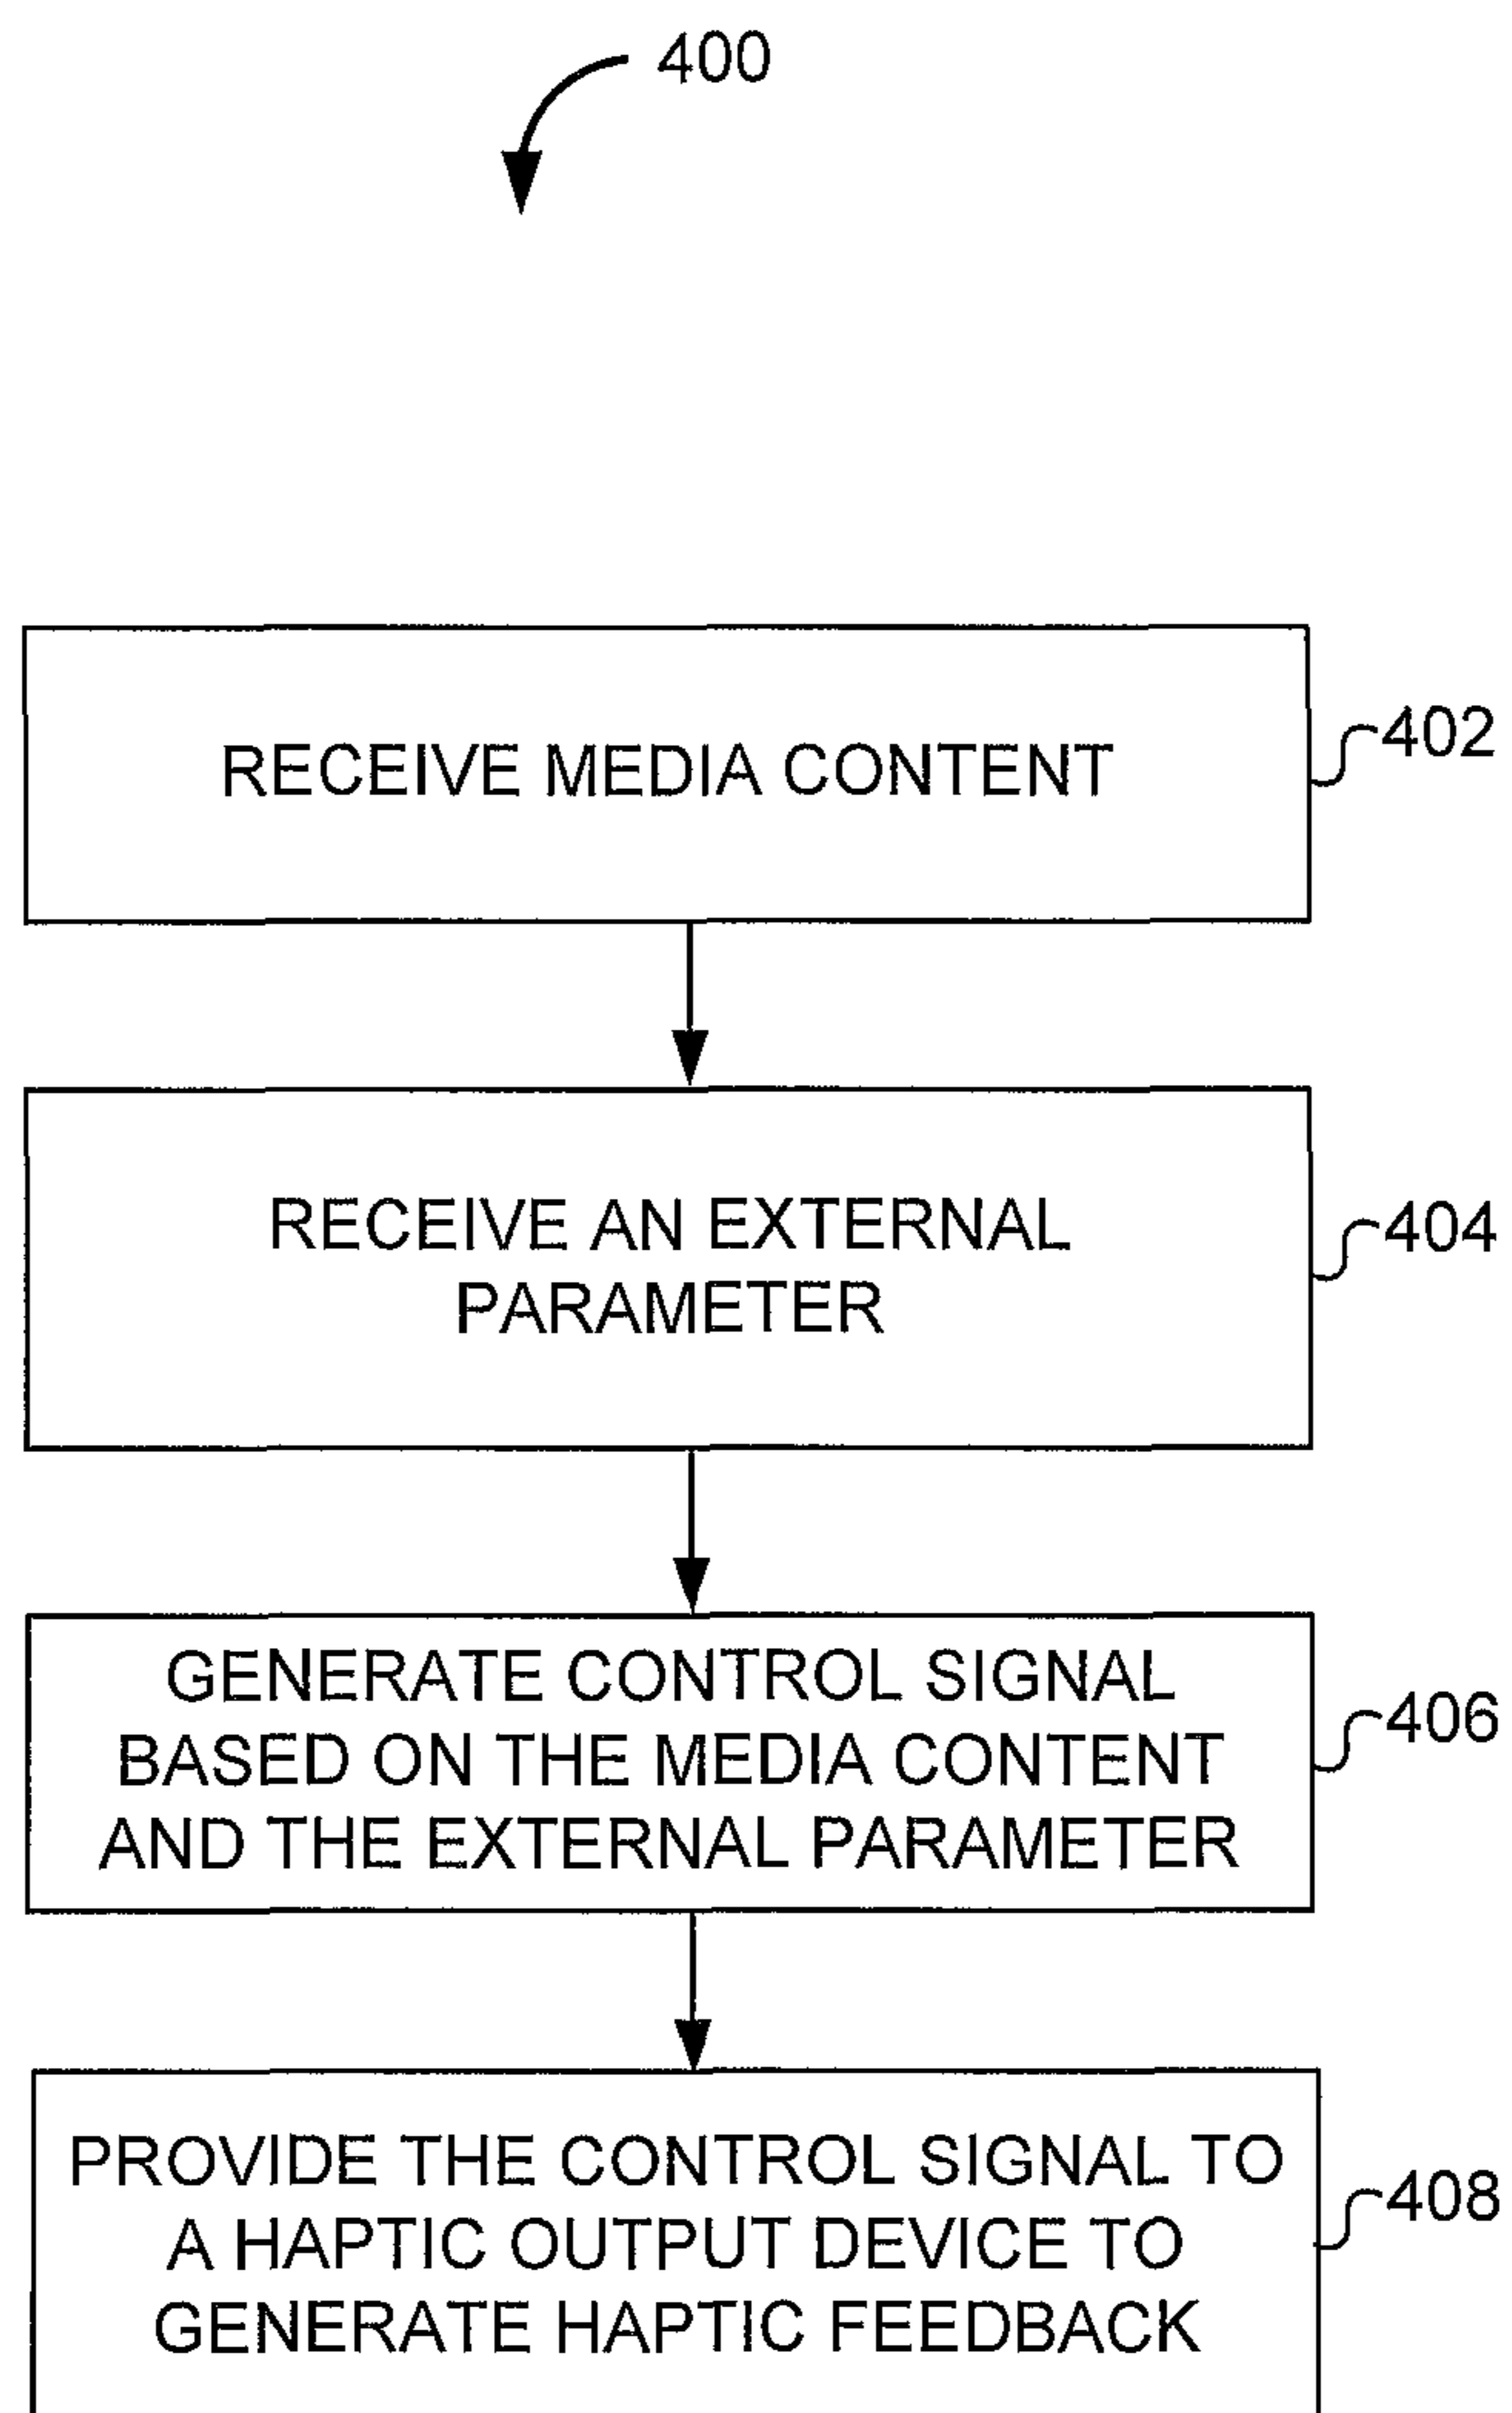 400
RECEIVE MEDIA CONTENT
402
RECEIVE AN EXTERNAL
PARAMETER
404
GENERATE CONTROL SIGNAL
BASED ON THE MEDIA CONTENT
AND THE EXTERNAL PARAMETER
406
PROVIDE THE CONTROL SIGNAL TO
A HAPTIC OUTPUT DEVICE TO
GENERATE HAPTIC FEEDBACK
408